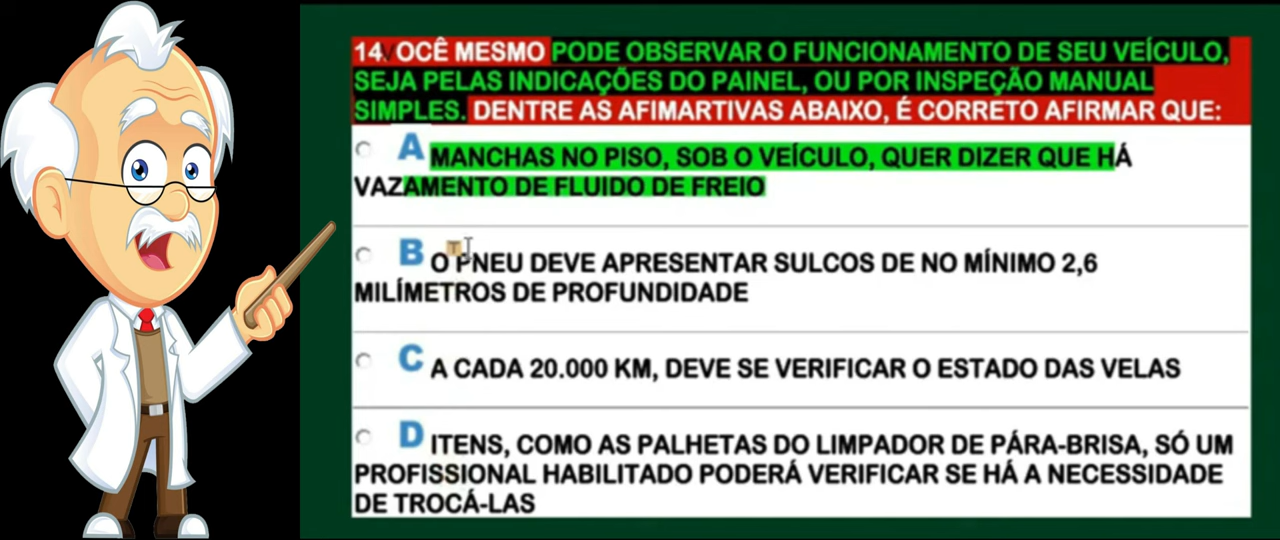 14.VOCÊ MESMO PODE OBSERVAR O FUNCIONAMENTO DE SEU VEÍCULO,
SEJA PELAS INDICAÇÕES DO PAINEL, OU POR INSPEÇÃO MANUAL
SIMPLES. DENTRE AS AFIMARTIVAS ABAIXO, É CORRETO AFIRMAR QUE:
A MANCHAS NO PISO, SOB O VEÍCULO, QUER DIZER QUE HÁ
VAZAMENTO DE FLUIDO DE FREIO
B O PNEU DEVE APRESENTAR SULCOS DE NO MÍNIMO 2,6
MILÍMETROS DE PROFUNDIDADE
C A CADA 20.000 KM, DEVE SE VERIFICAR O ESTADO DAS VELAS
D ITENS, COMO AS PALHETAS DO LIMPADOR DE PÁRA-BRISA, SÓ UM
PROFISSIONAL HABILITADO PODERÁ VERIFICAR SE HÁ A NECESSIDADE
DE TROCÁ-LAS